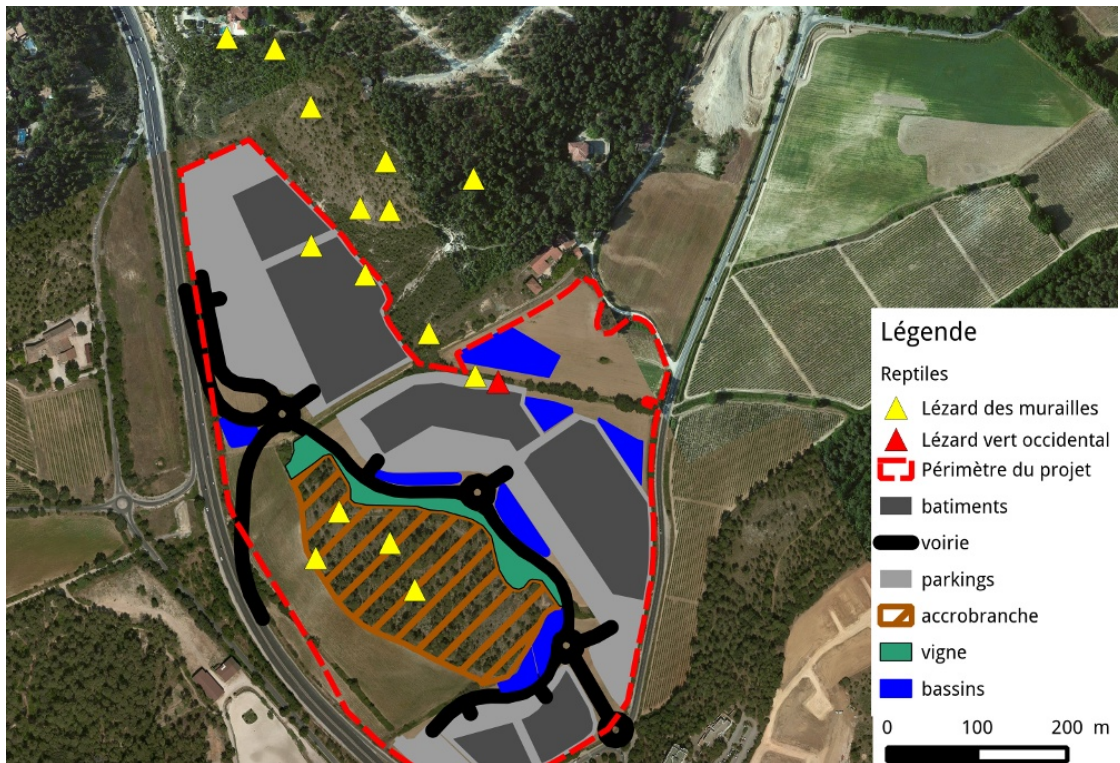 Légende
Reptiles
Lézard des murailles
Lézard vert occidental
Périmètre du projet
batiments
voirie
parkings
accrobranche
vigne
bassins
0 100 200 m